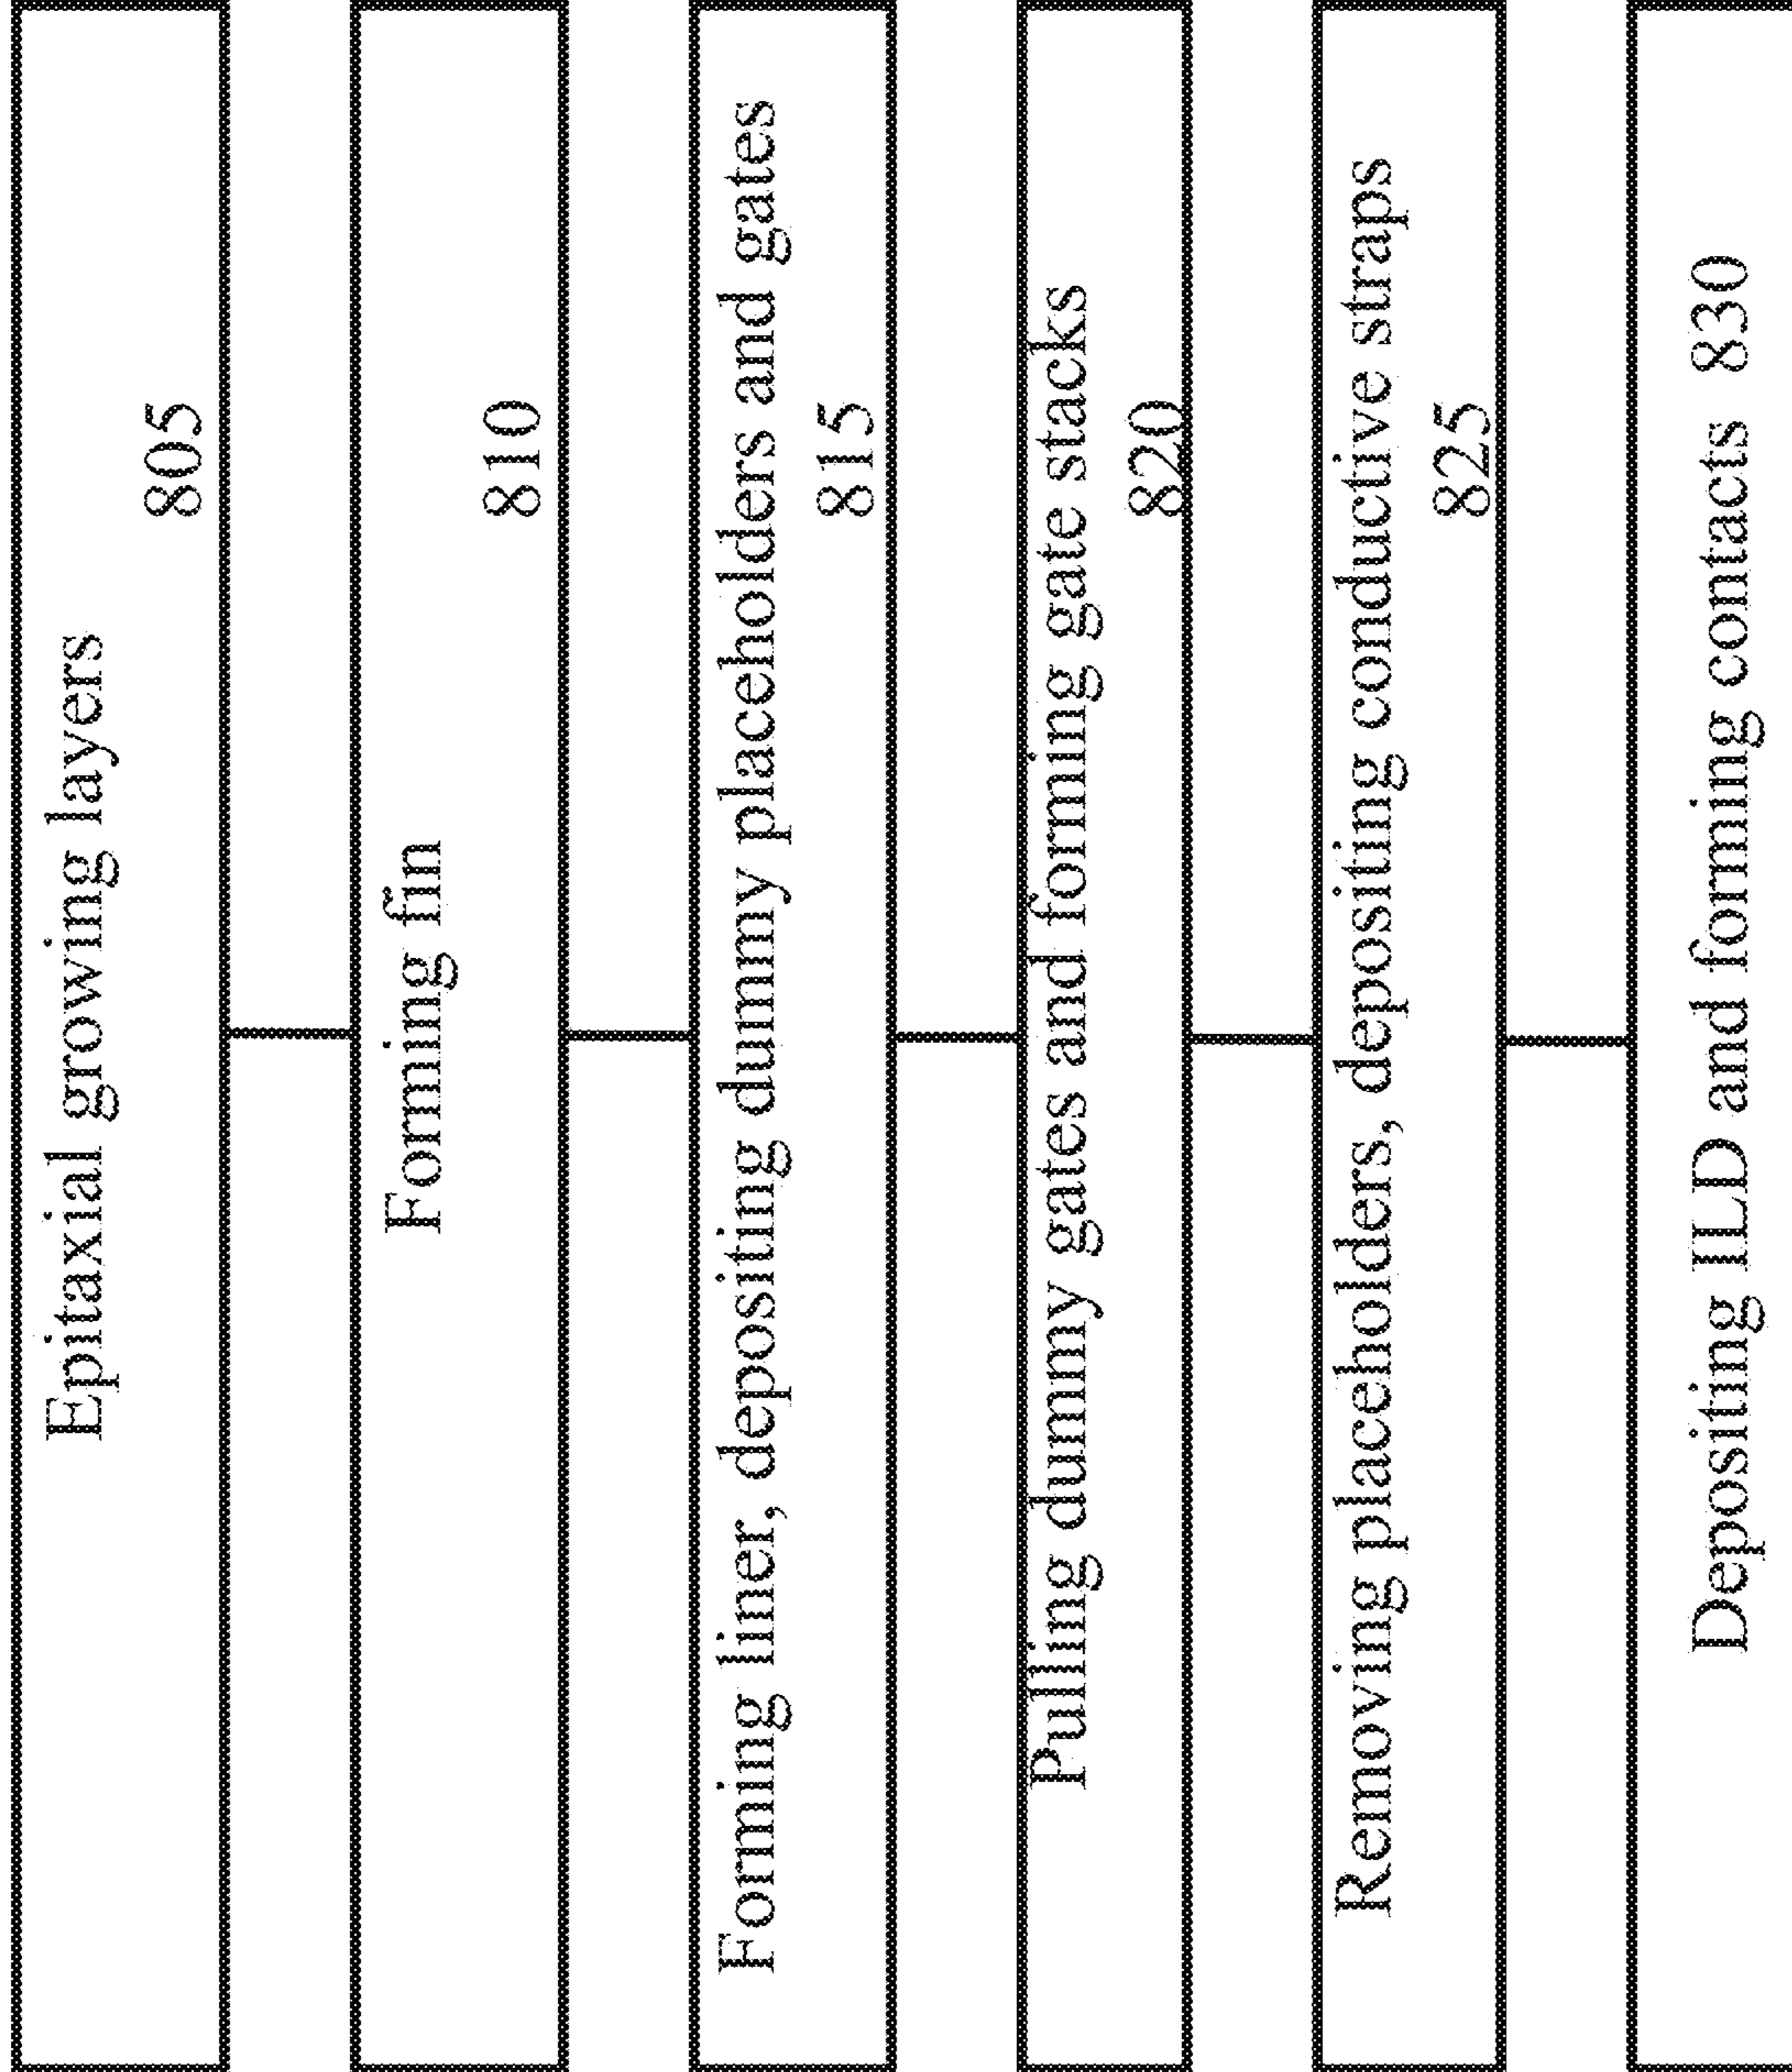 Epitaxial growing layers
805
Forming fin
810
Forming liner, depositing dummy placeholders and gates
815
Pulling dummy gates and forming gate stacks
820
Removing placeholders, depositing conductive straps
825
Depositing ILD and forming contacts 830